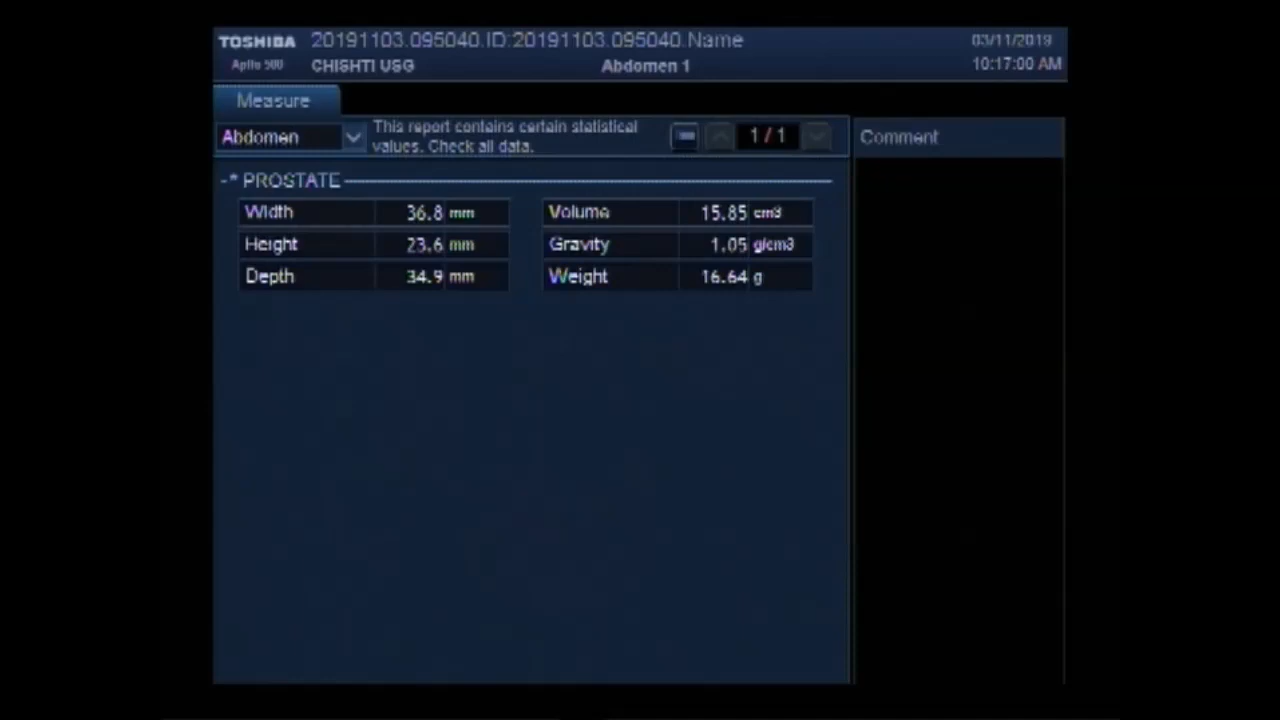 TOSHIBA 20191103.095040.ID:20191103.095040.Name 03/11/2019
Aplio 500 CHISHTI USG Abdomen 1 10:17:00 AM
Measure
Abdomen This report contains certain statistical values. Check all data. 1 / 1 Comment
-* PROSTATE
Width 36.8 mm Volume 15.85 cm3
Height 23.6 mm Gravity 1.05 g/cm3
Depth 34.9 mm Weight 16.64 g